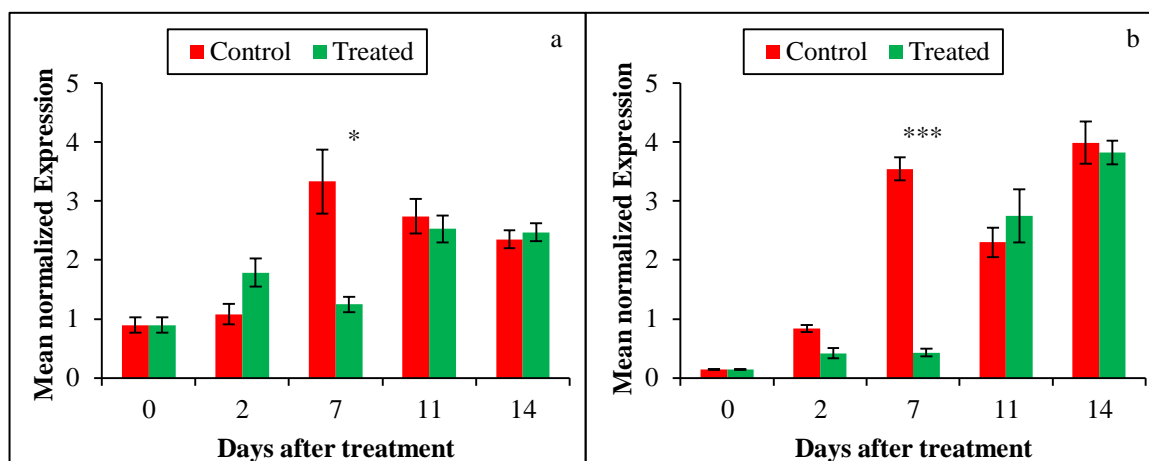 Control Treated a
Mean normalized Expression
5
4
3
2
1
0
*
0 2 7 11 14
Days after treatment
Control Treated b
Mean normalized Expression
5
4
3
2
1
0
***
0 2 7 11 14
Days after treatment